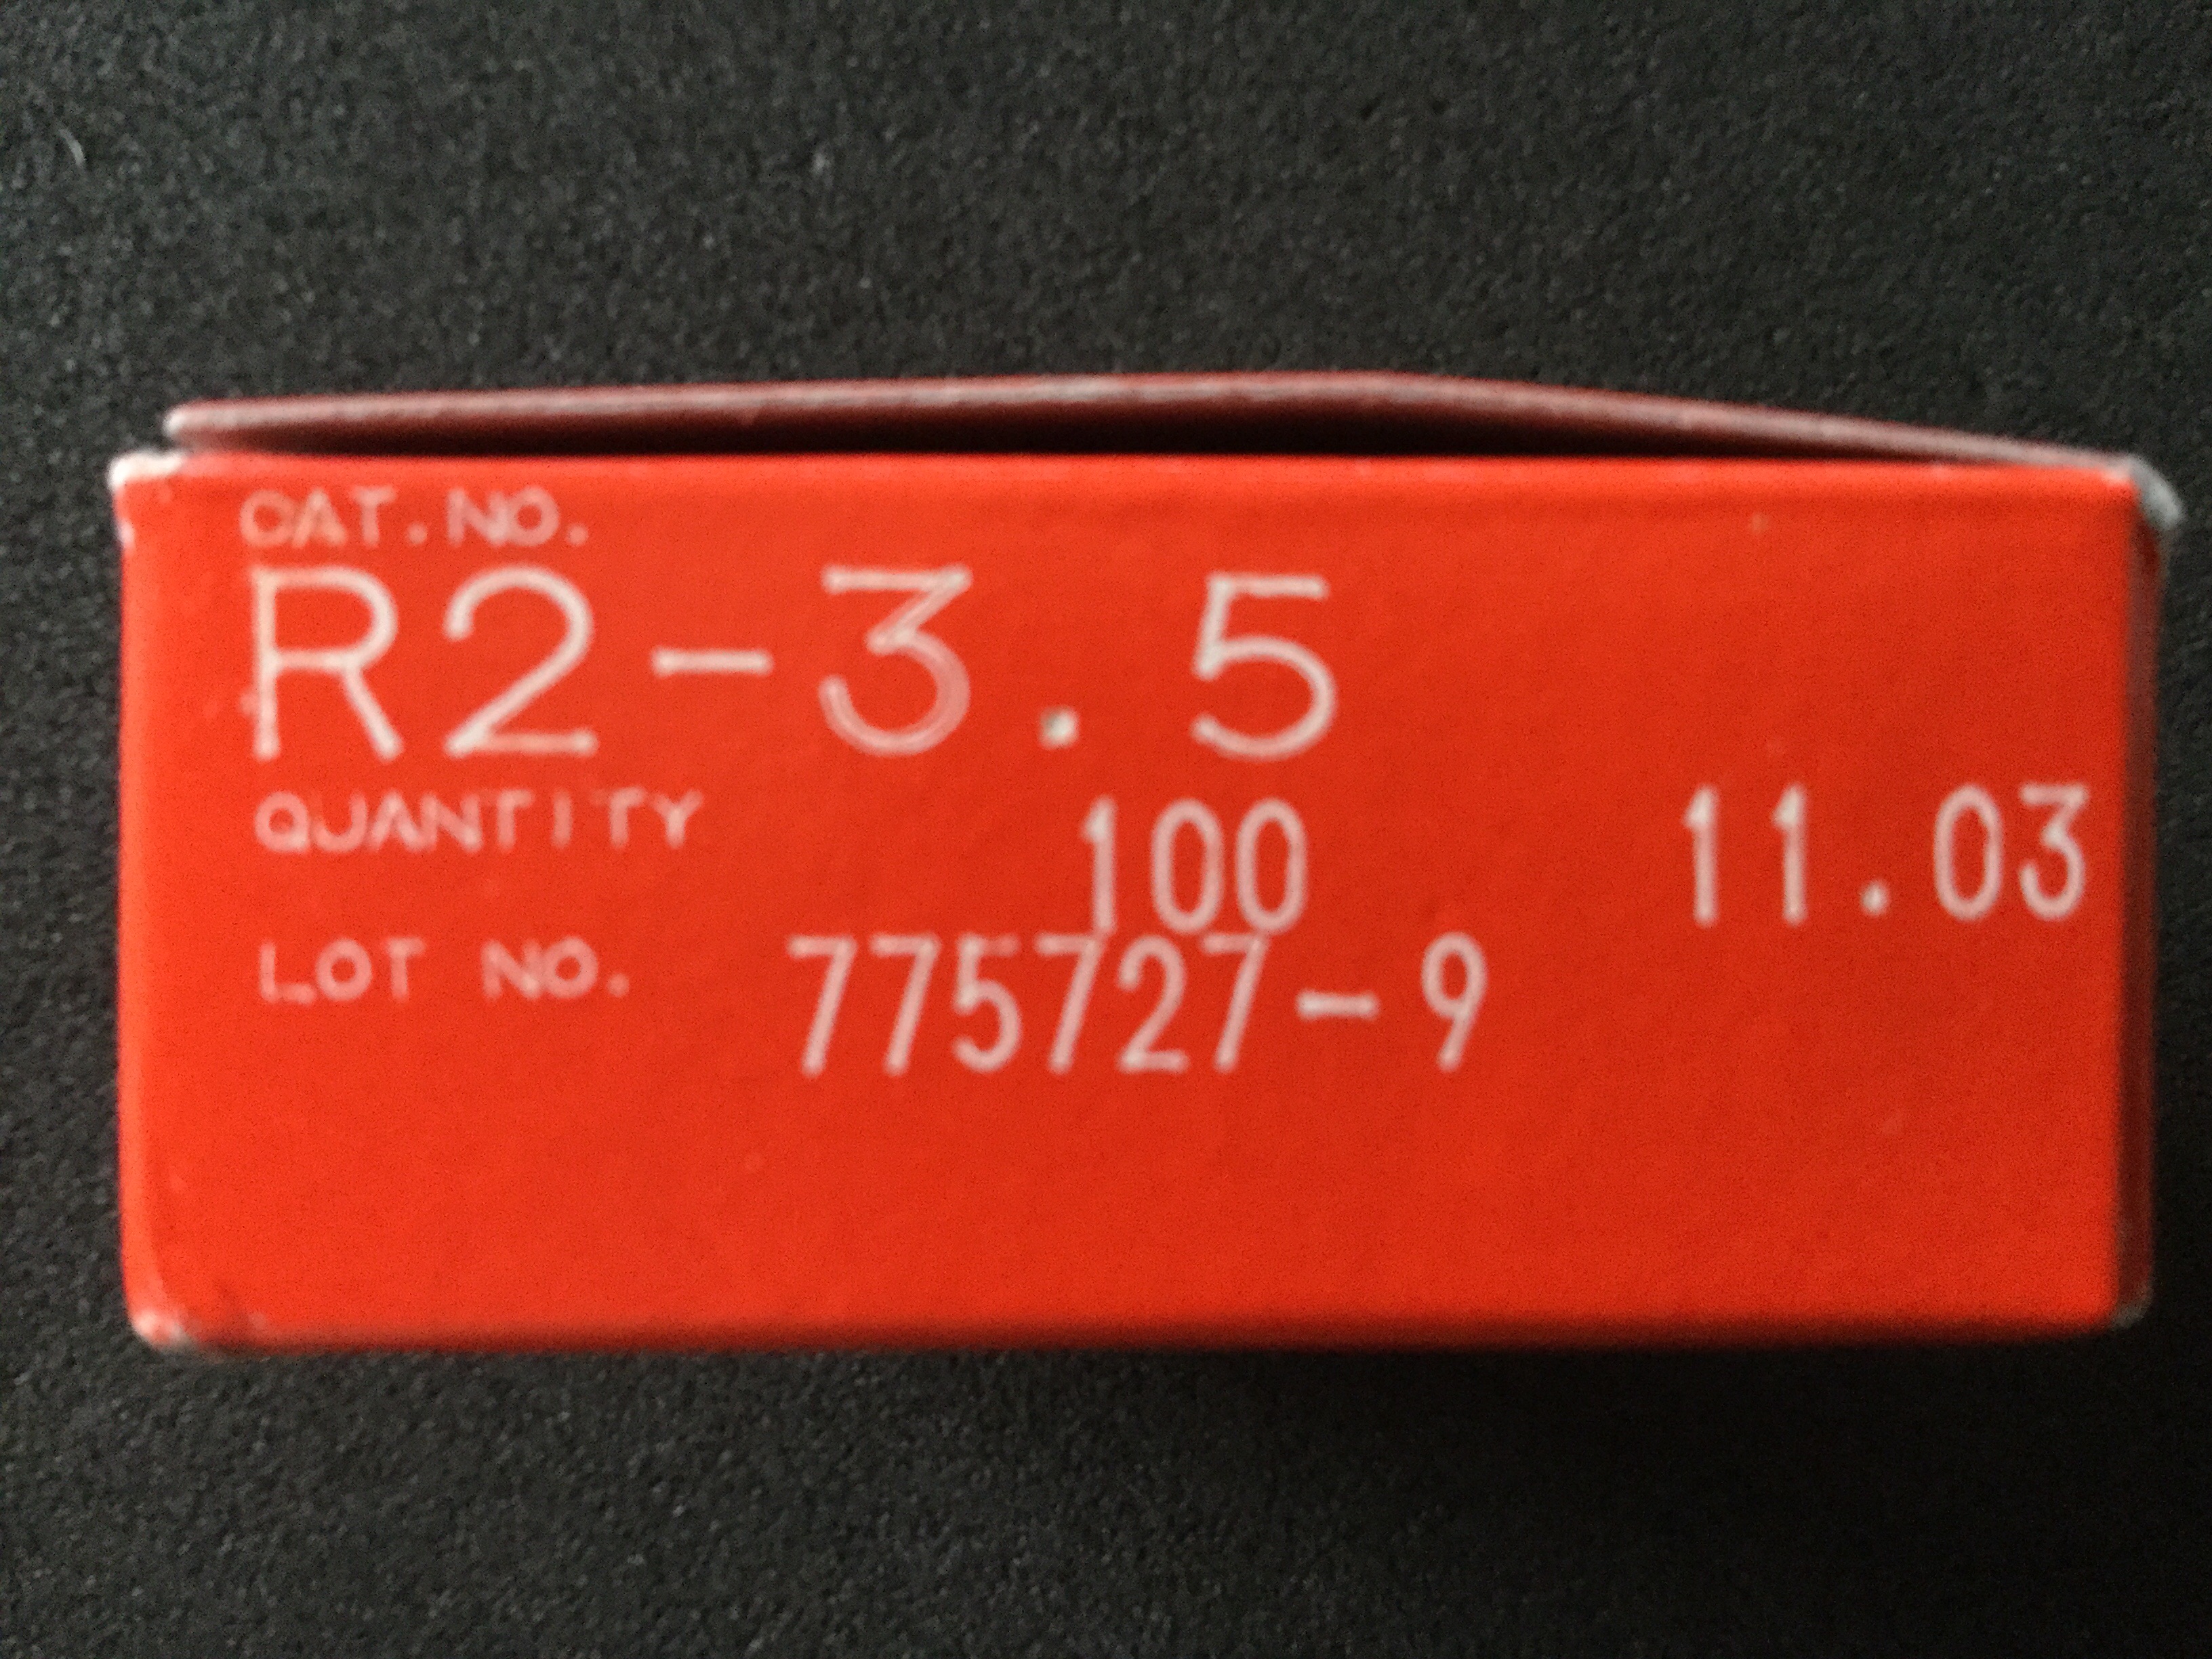 CAT.NO.
R2-3.5
QUANTITY 100 11.03
LOT NO. 775727-9